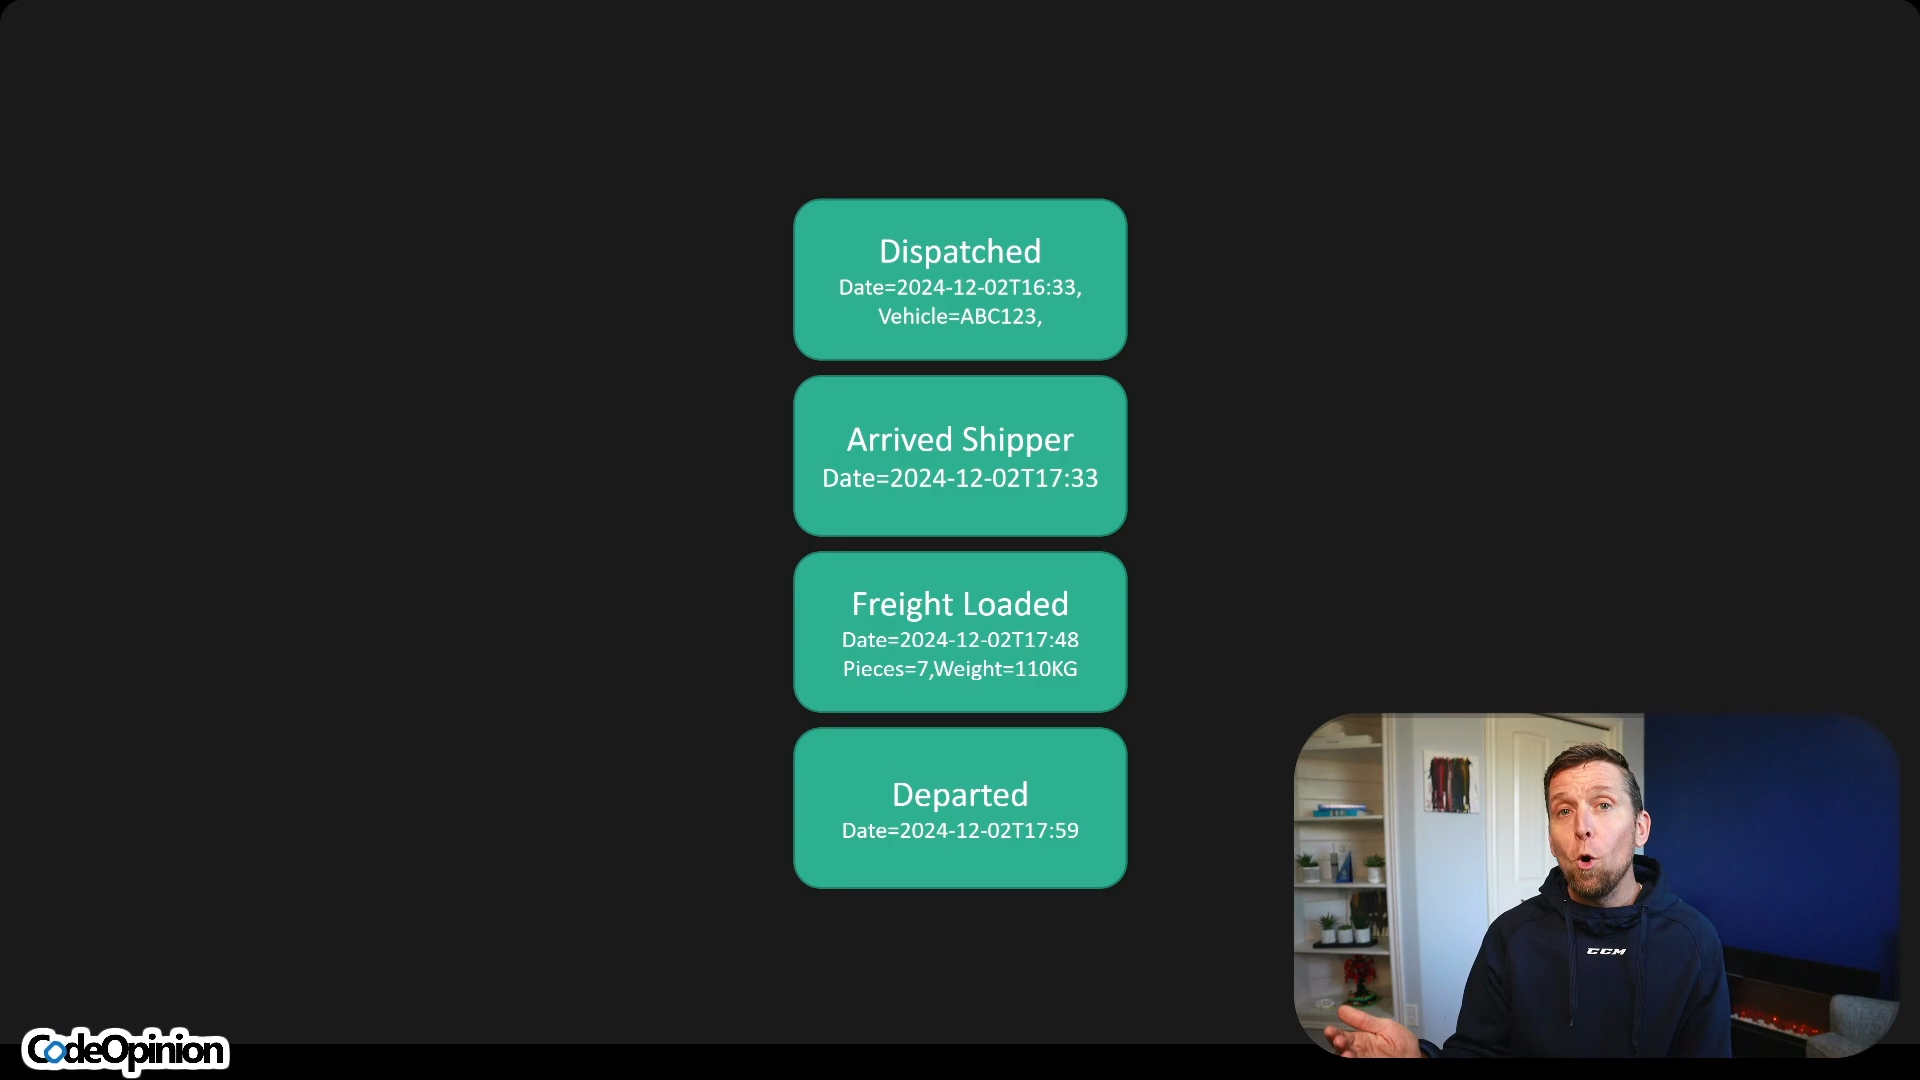 Dispatched
Date=2024-12-02T16:33,
Vehicle=ABC123,
Arrived Shipper
Date=2024-12-02T17:33
Freight Loaded
Date=2024-12-02T17:48
Pieces=7,Weight=110KG
Departed
Date=2024-12-02T17:59
CCM
CodeOpinion